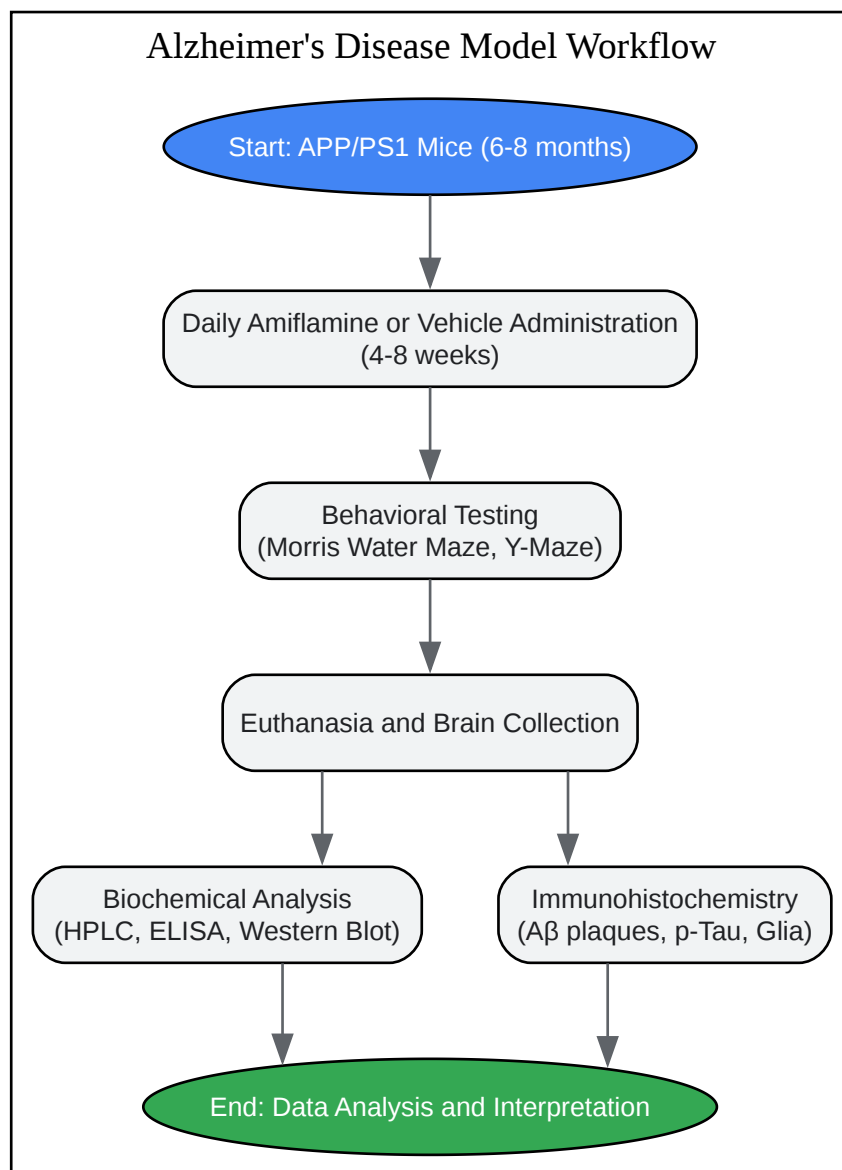 Alzheimer's Disease Model Workflow
Start: APP/PS1 Mice (6-8 months)
Daily Amiflamine or Vehicle Administration
(4-8 weeks)
Behavioral Testing
(Morris Water Maze, Y-Maze)
Euthanasia and Brain Collection
Biochemical Analysis
(HPLC, ELISA, Western Blot)
Immunohistochemistry
(Aβ plaques, p-Tau, Glia)
End: Data Analysis and Interpretation